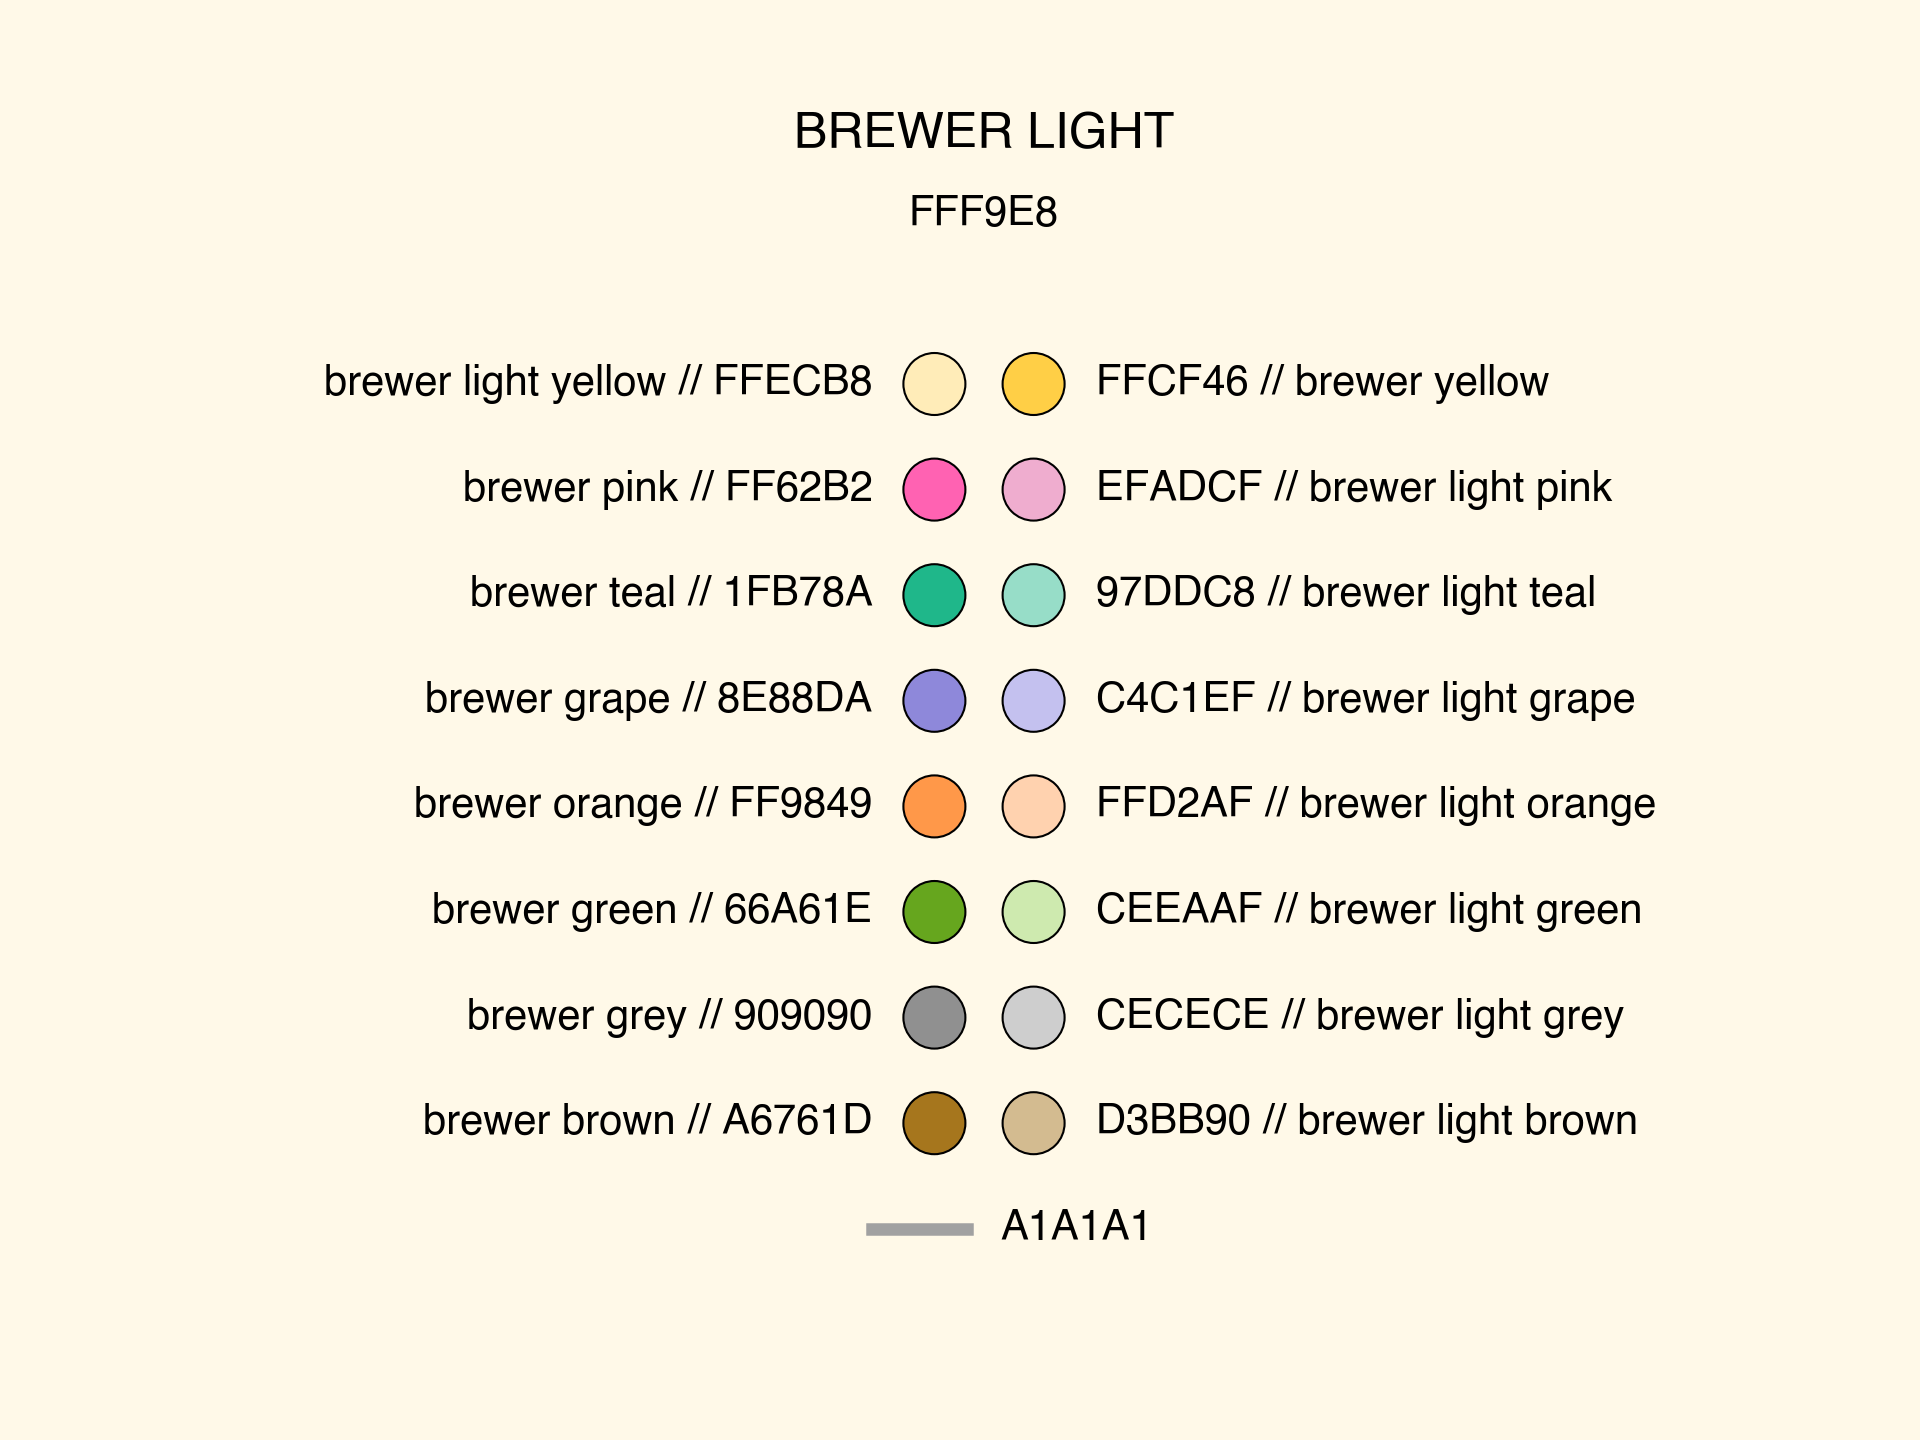 BREWER LIGHT
FFF9E8
brewer light yellow // FFECB8 FFCF46 // brewer yellow
brewer pink // FF62B2 EFADCF // brewer light pink
brewer teal // 1FB78A 97DDC8 // brewer light teal
brewer grape // 8E88DA C4C1EF // brewer light grape
brewer orange // FF9849 FFD2AF // brewer light orange
brewer green // 66A61E CEEAAF // brewer light green
brewer grey // 909090 CECECE // brewer light grey
brewer brown // A6761D D3BB90 // brewer light brown
A1A1A1